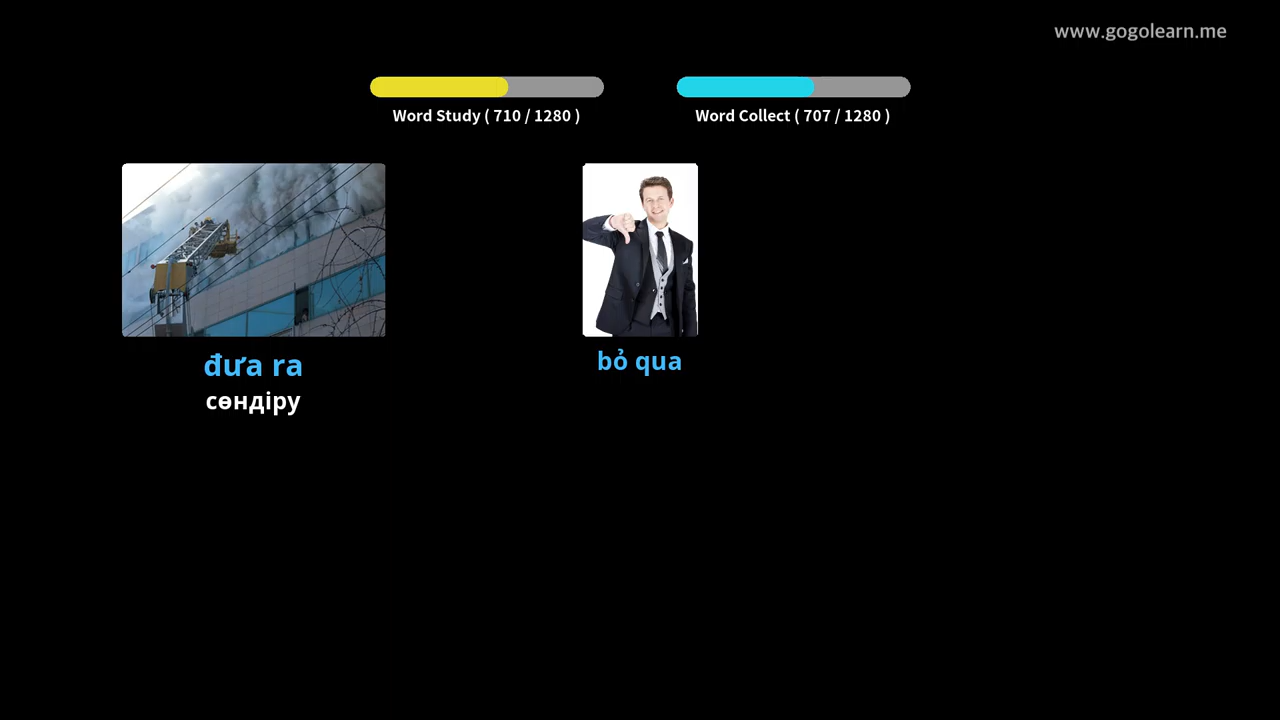 www.gogolearn.me
Word Study ( 710 / 1280 )
Word Collect ( 707 / 1280 )
đưa ra
сөндіру
bỏ qua